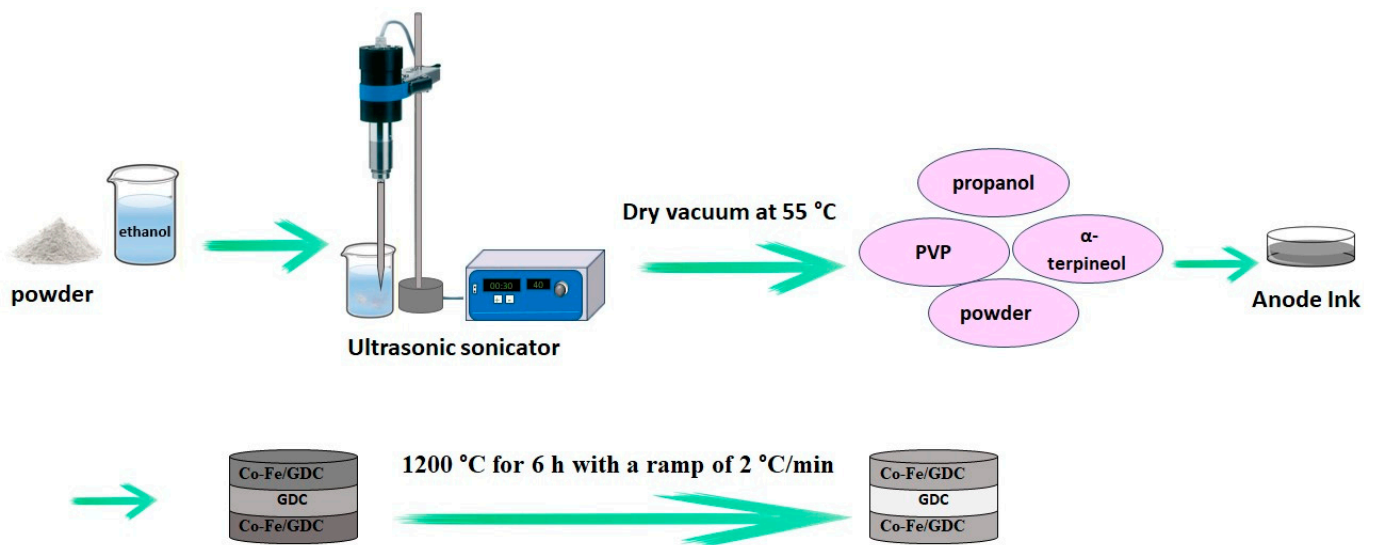 ethanol
powder
00:30
40
Ultrasonic sonicator
Dry vacuum at 55 °C
propanol
PVP
α-
terpineol
powder
Anode Ink
Co-Fe/GDC
GDC
Co-Fe/GDC
1200 °C for 6 h with a ramp of 2 °C/min
Co-Fe/GDC
GDC
Co-Fe/GDC